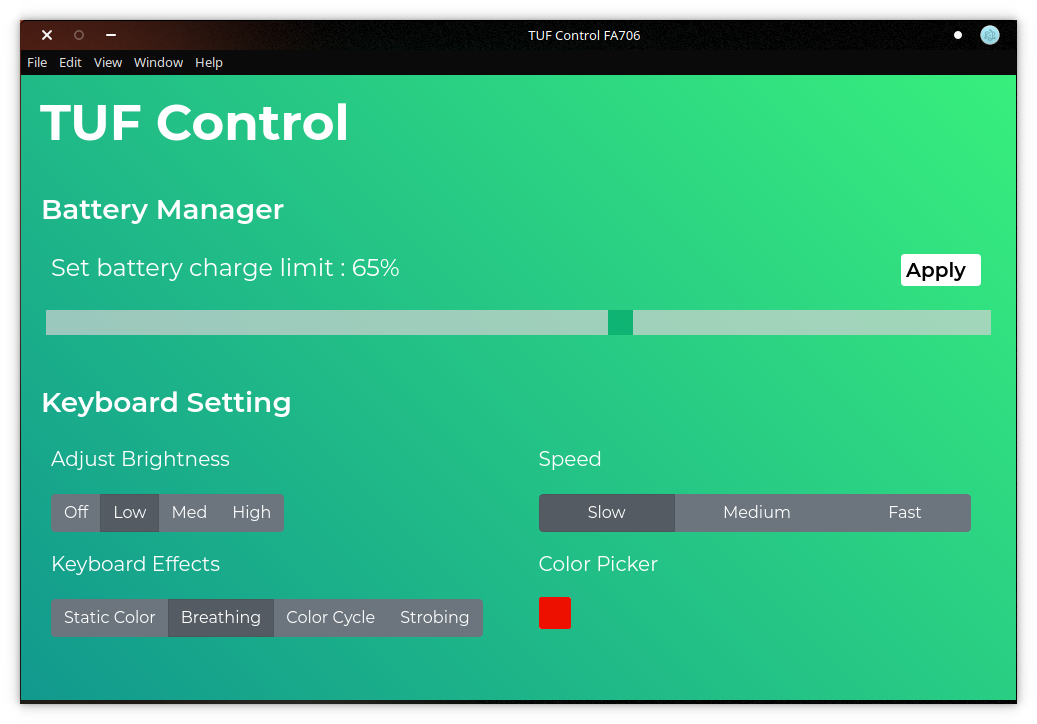 TUF Control FA706
File Edit View Window Help
TUF Control
Battery Manager
Set battery charge limit : 65%
Apply
Keyboard Setting
Adjust Brightness
Off Low Med High
Speed
Slow Medium Fast
Keyboard Effects
Static Color Breathing Color Cycle Strobing
Color Picker